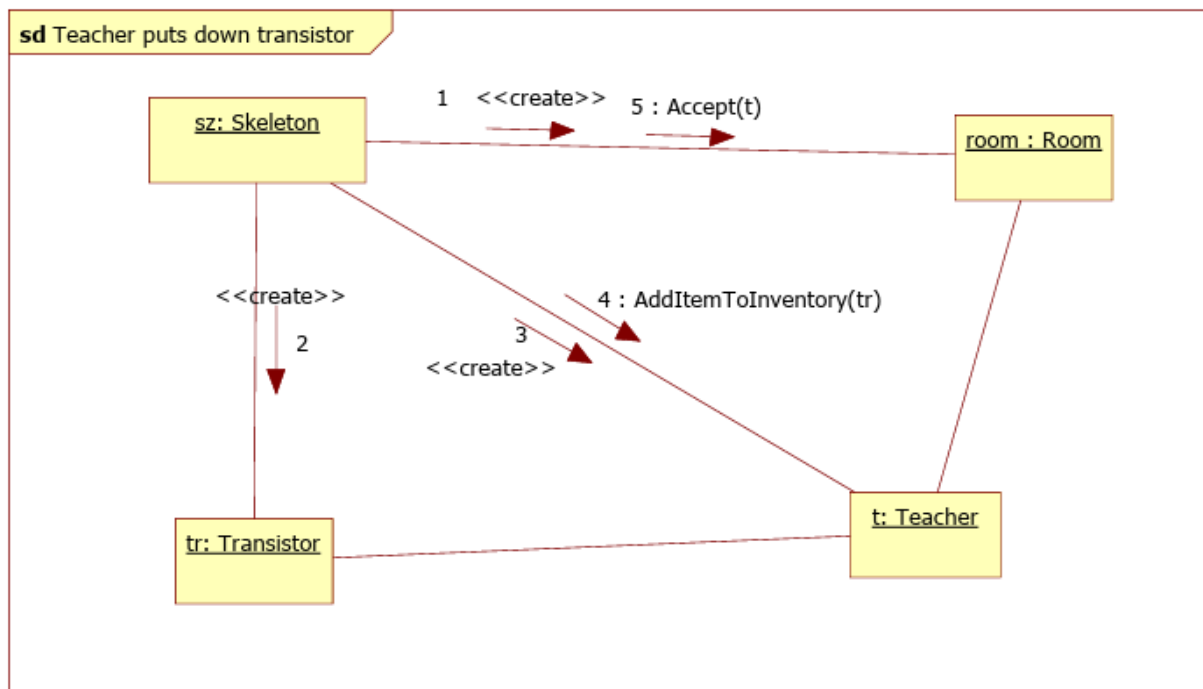 sd Teacher puts down transistor
sz: Skeleton
1 <<create>>
5 : Accept(t)
room : Room
<<create>>
2
4 : AddItemToInventory(tr)
3
<<create>>
tr: Transistor
t: Teacher